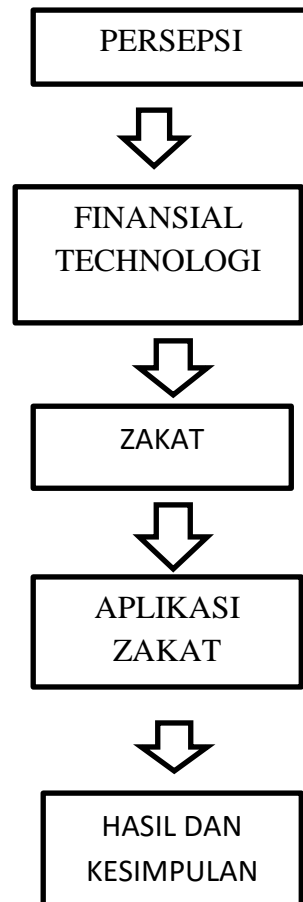 PERSEPSI
FINANSIAL
TECHNOLOGI
ZAKAT
APLIKASI
ZAKAT
HASIL DAN
KESIMPULAN